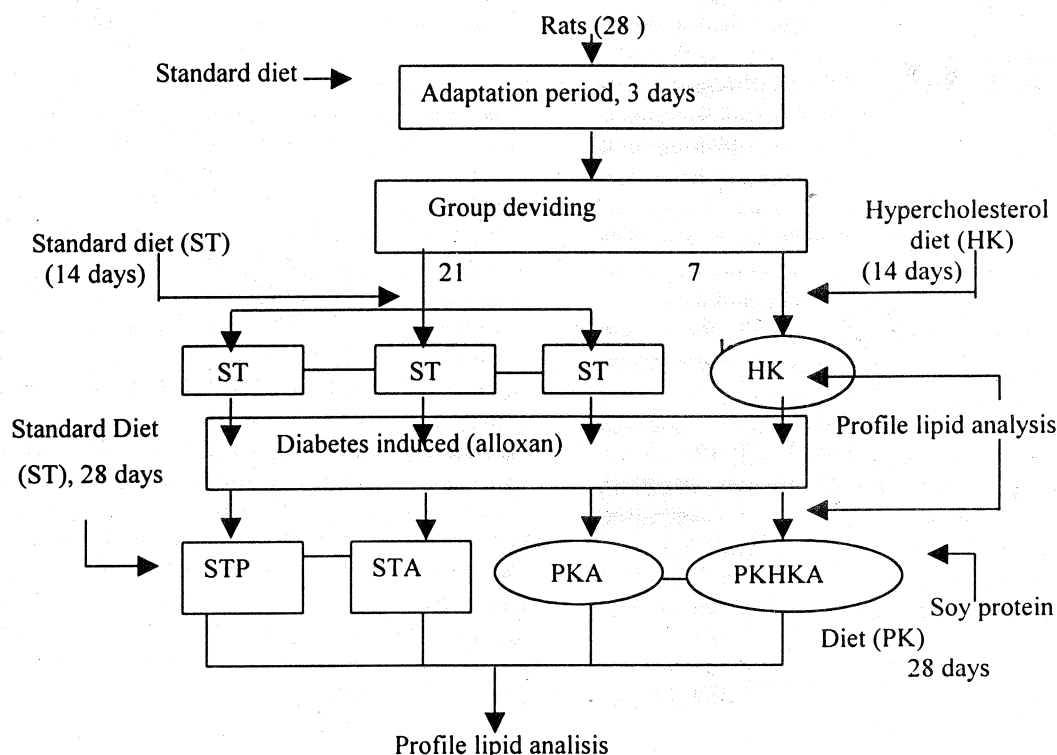 Rats (28 )
Standard diet
Adaptation period, 3 days
Group deviding
Standard diet (ST)
(14 days)
21
7
Hypercholesterol
diet (HK)
(14 days)
ST
ST
ST
HK
Profile lipid analysis
Standard Diet
(ST), 28 days
Diabetes induced (alloxan)
STP
STA
PKA
PKHKA
Soy protein
Diet (PK)
28 days
Profile lipid analisis